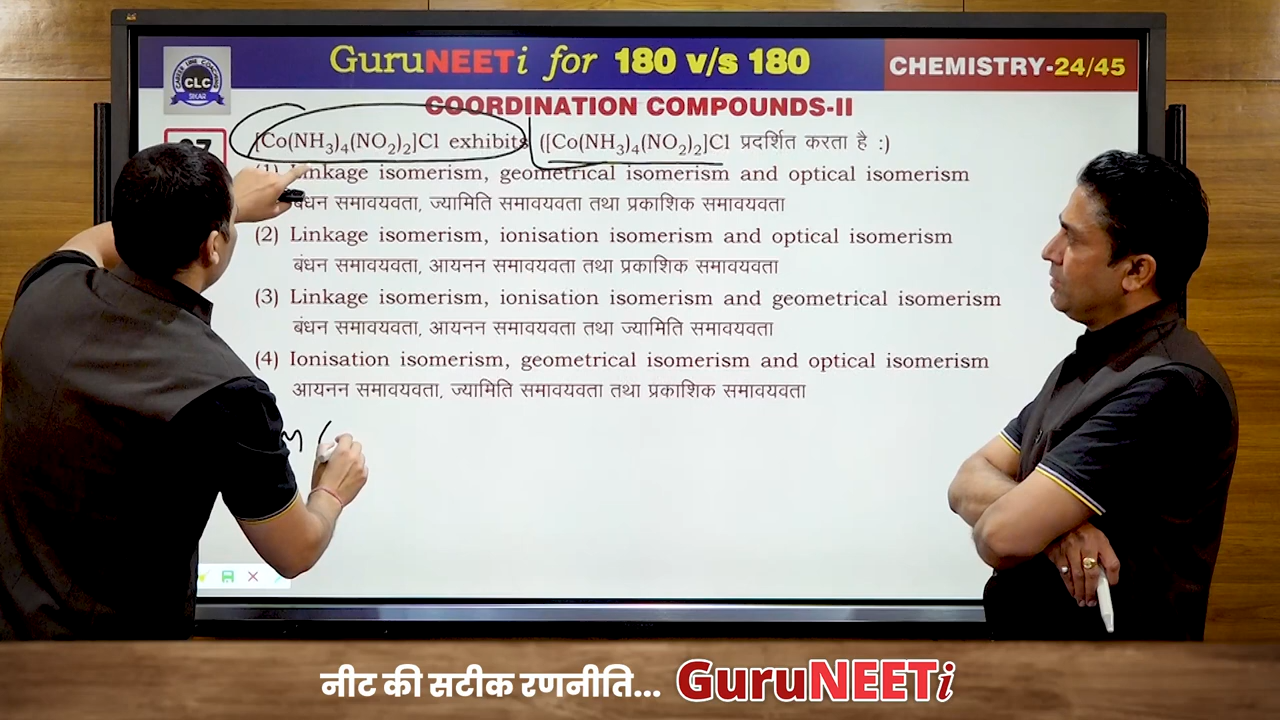 GuruNEETi for 180 v/s 180
CHEMISTRY-24/45
CAREER LINE COACHING
CLC
SIKAR
COORDINATION COMPOUNDS-II
[Co(NH₃)₄(NO₂)₂]Cl exhibits ([Co(NH₃)₄(NO₂)₂]Cl प्रदर्शित करता है :)
(1) Linkage isomerism, geometrical isomerism and optical isomerism
बंधन समावयवता, ज्यामिति समावयवता तथा प्रकाशिक समावयवता
(2) Linkage isomerism, ionisation isomerism and optical isomerism
बंधन समावयवता, आयनन समावयवता तथा प्रकाशिक समावयवता
(3) Linkage isomerism, ionisation isomerism and geometrical isomerism
बंधन समावयवता, आयनन समावयवता तथा ज्यामिति समावयवता
(4) Ionisation isomerism, geometrical isomerism and optical isomerism
आयनन समावयवता, ज्यामिति समावयवता तथा प्रकाशिक समावयवता
M (
नीट की सटीक रणनीति... GuruNEETi